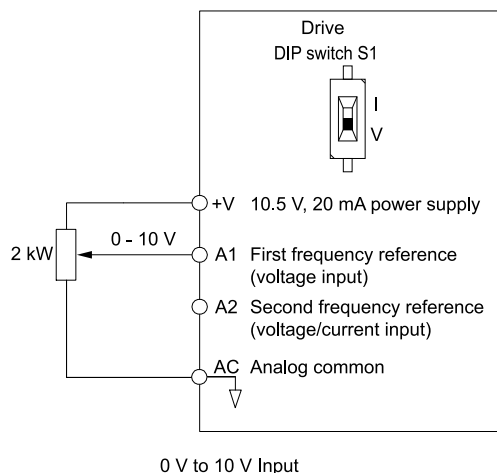 Drive
DIP switch S1
I
V
+V 10.5 V, 20 mA power supply
2 kW
0 - 10 V
A1 First frequency reference
(voltage input)
A2 Second frequency reference
(voltage/current input)
AC Analog common
0 V to 10 V Input